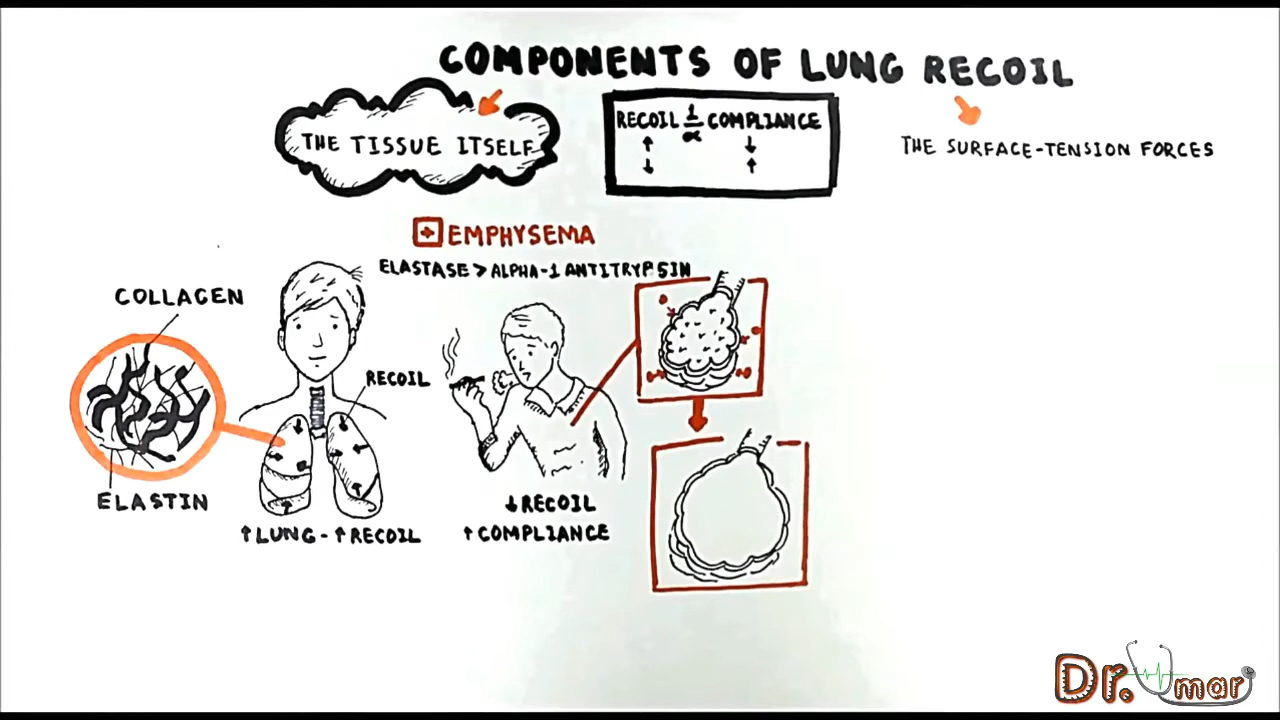 COMPONENTS OF LUNG RECOIL
THE TISSUE ITSELF
RECOIL 1/∝ COMPLIANCE
↑ ↓
↓ ↑
THE SURFACE-TENSION FORCES
EMPHYSEMA
ELASTASE > ALPHA-1 ANTITRYPSIN
COLLAGEN
RECOIL
ELASTIN
↑ LUNG - ↑ RECOIL
↓ RECOIL
↑ COMPLIANCE
Dr. Umar